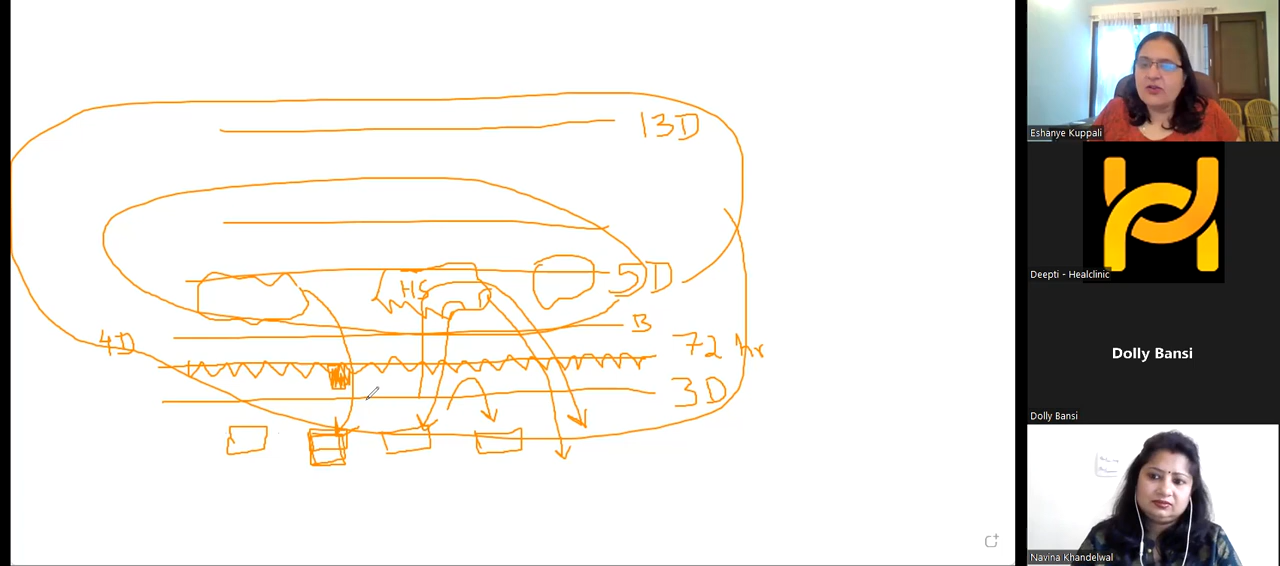 13D
5D
HS
B
4D
72 hr
3D
Eshanye Kuppali
Deepti - Healclinic
Dolly Bansi
Dolly Bansi
Navina Khandelwal